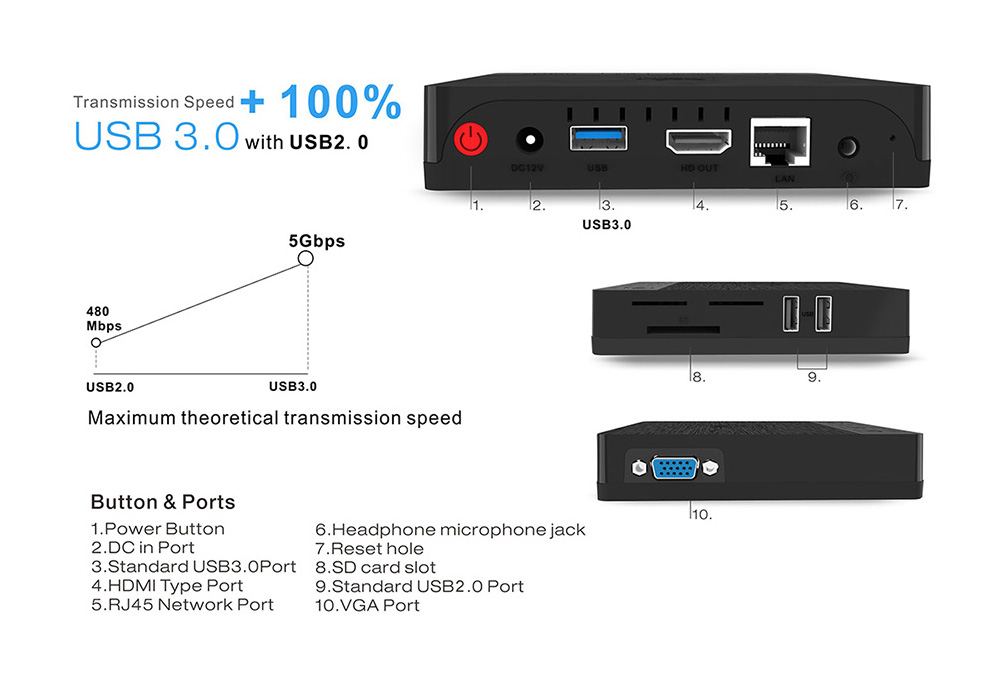 Transmission Speed + 100%
USB 3.0 with USB2. 0
DC12V
USB
HD OUT
LAN
1.
2.
3.
4.
5.
6.
7.
USB3.0
5Gbps
480
Mbps
USB2.0
USB3.0
Maximum theoretical transmission speed
USB
8.
9.
10.
Button & Ports
1.Power Button
2.DC in Port
3.Standard USB3.0Port
4.HDMI Type Port
5.RJ45 Network Port
6.Headphone microphone jack
7.Reset hole
8.SD card slot
9.Standard USB2.0 Port
10.VGA Port